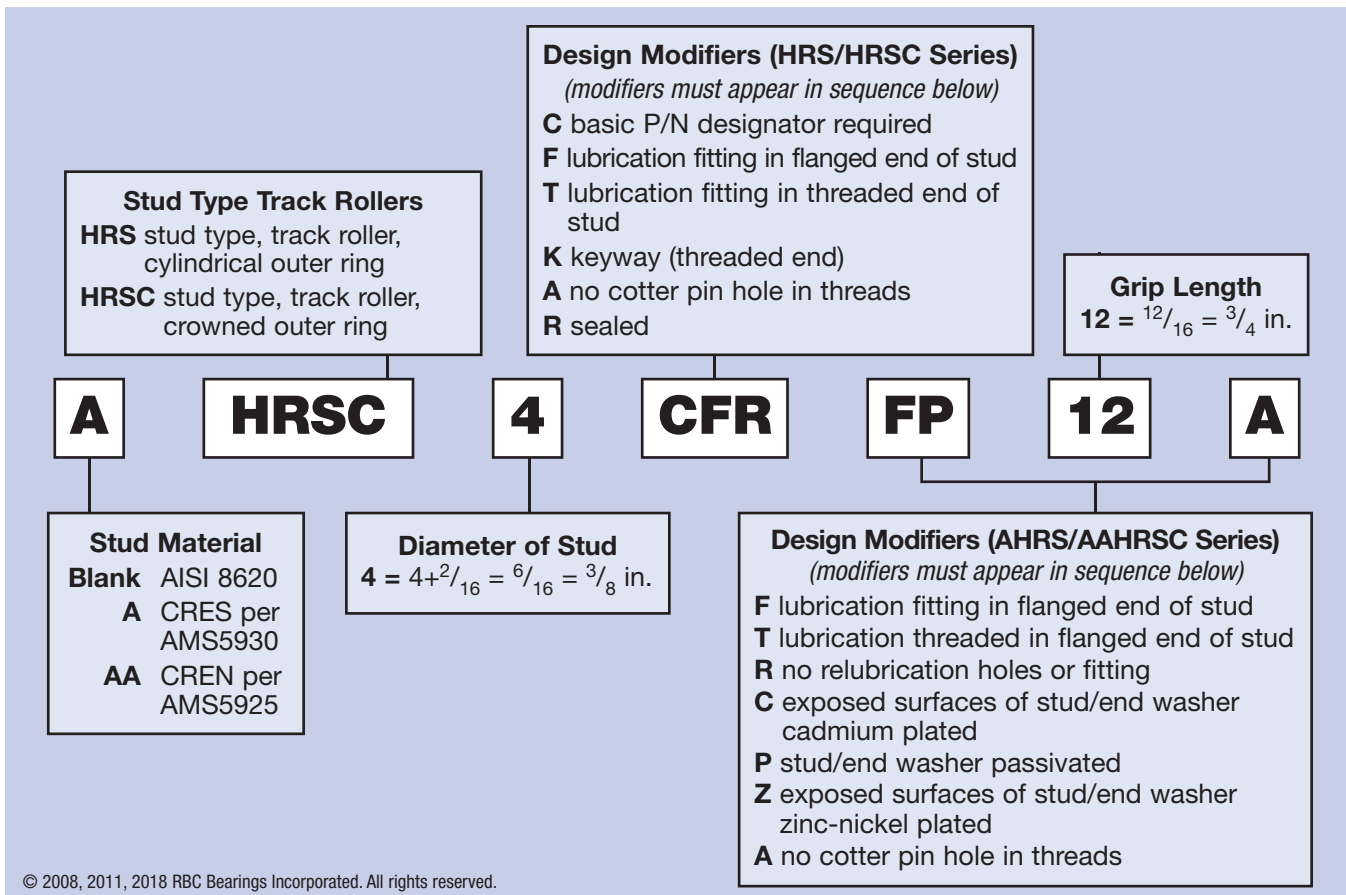 Design Modifiers (HRS/HRSC Series)
(modifiers must appear in sequence below)
C basic P/N designator required
F lubrication fitting in flanged end of stud
T lubrication fitting in threaded end of
stud
K keyway (threaded end)
A no cotter pin hole in threads
R sealed
Stud Type Track Rollers
HRS stud type, track roller,
cylindrical outer ring
HRSC stud type, track roller,
crowned outer ring
Grip Length
12 = 12/16 = 3/4 in.
A HRSC 4 CFR FP 12 A
Stud Material
Blank AISI 8620
A CRES per
AMS5930
AA CREN per
AMS5925
Diameter of Stud
4 = 4+2/16 = 6/16 = 3/8 in.
Design Modifiers (AHRS/AAHRSC Series)
(modifiers must appear in sequence below)
F lubrication fitting in flanged end of stud
T lubrication threaded in flanged end of stud
R no relubrication holes or fitting
C exposed surfaces of stud/end washer
cadmium plated
P stud/end washer passivated
Z exposed surfaces of stud/end washer
zinc-nickel plated
A no cotter pin hole in threads
© 2008, 2011, 2018 RBC Bearings Incorporated. All rights reserved.